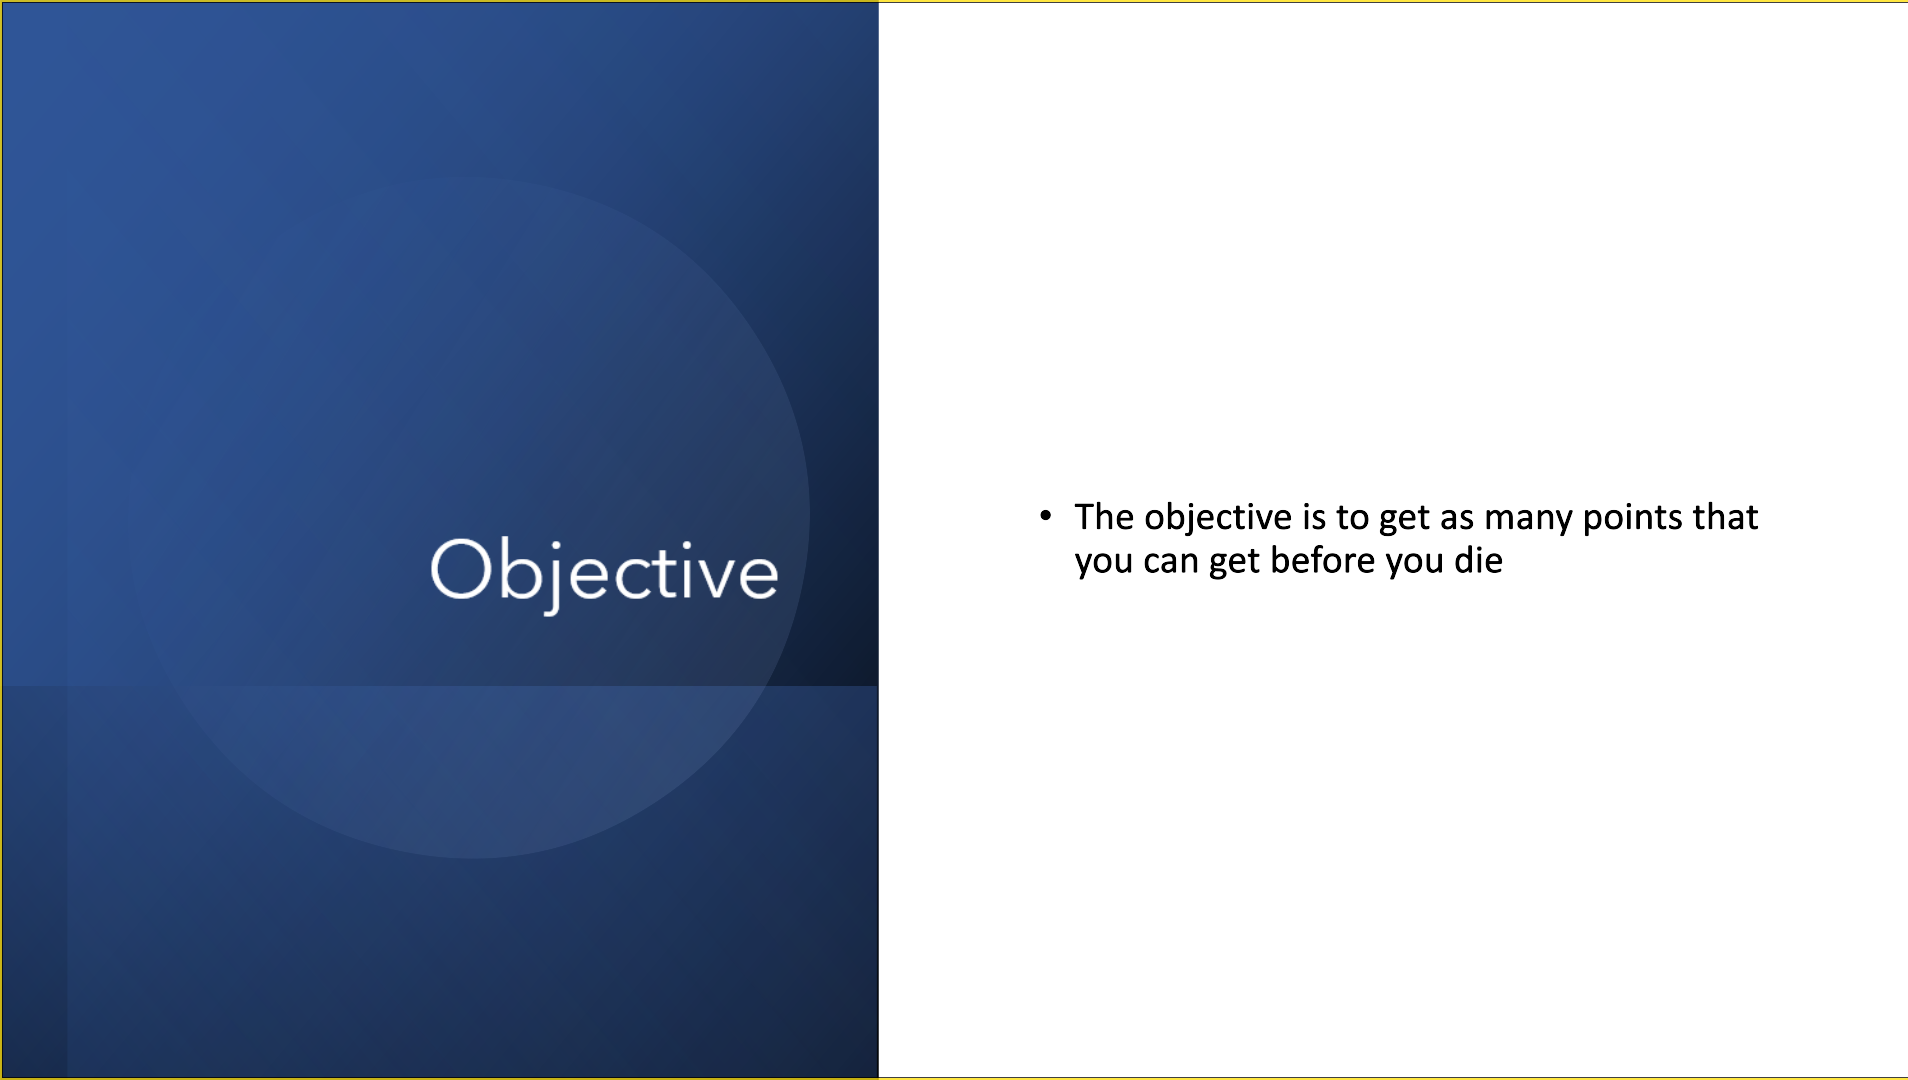 Objective
• The objective is to get as many points that
you can get before you die